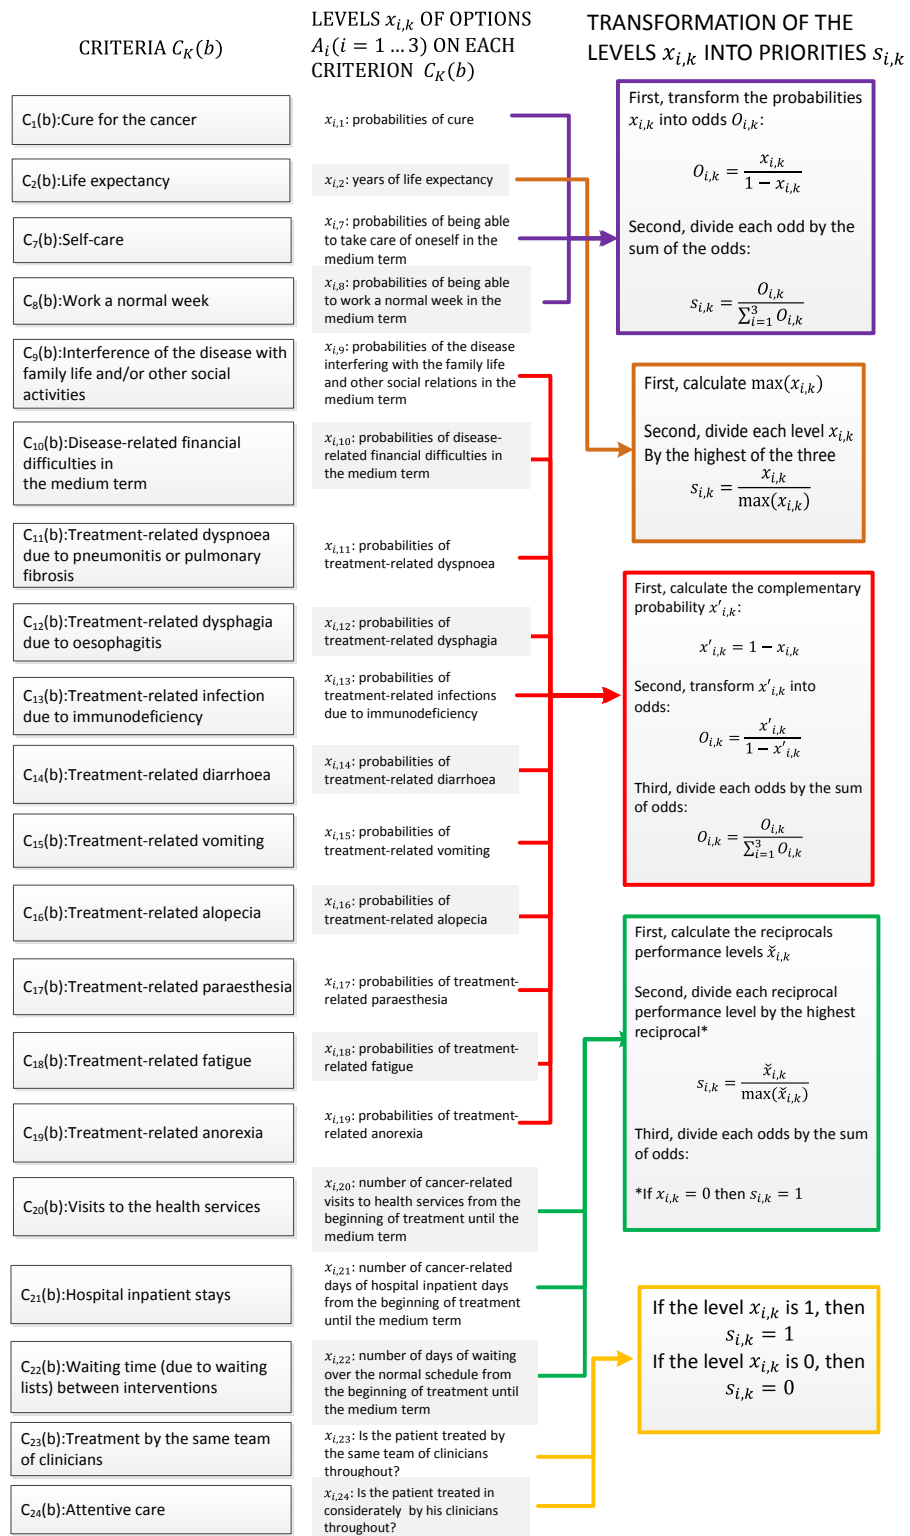 CRITERIA C_K(b)
LEVELS x_{i,k} OF OPTIONS
A_i(i = 1 … 3) ON EACH
CRITERION C_K(b)
TRANSFORMATION OF THE
LEVELS x_{i,k} INTO PRIORITIES s_{i,k}
C₁(b):Cure for the cancer
C₂(b):Life expectancy
C₇(b):Self-care
C₈(b):Work a normal week
C₉(b):Interference of the disease with
family life and/or other social
activities
C₁₀(b):Disease-related financial
difficulties in
the medium term
C₁₁(b):Treatment-related dyspnoea
due to pneumonitis or pulmonary
fibrosis
C₁₂(b):Treatment-related dysphagia
due to oesophagitis
C₁₃(b):Treatment-related infection
due to immunodeficiency
C₁₄(b):Treatment-related diarrhoea
C₁₅(b):Treatment-related vomiting
C₁₆(b):Treatment-related alopecia
C₁₇(b):Treatment-related paraesthesia
C₁₈(b):Treatment-related fatigue
C₁₉(b):Treatment-related anorexia
C₂₀(b):Visits to the health services
C₂₁(b):Hospital inpatient stays
C₂₂(b):Waiting time (due to waiting
lists) between interventions
C₂₃(b):Treatment by the same team
of clinicians
C₂₄(b):Attentive care
x_{i,1}: probabilities of cure
x_{i,2}: years of life expectancy
x_{i,7}: probabilities of being able
to take care of oneself in the
medium term
x_{i,8}: probabilities of being able
to work a normal week in the
medium term
x_{i,9}: probabilities of the disease
interfering with the family life
and other social relations in the
medium term
x_{i,10}: probabilities of disease-
related financial difficulties in
the medium term
x_{i,11}: probabilities of
treatment-related dyspnoea
x_{i,12}: probabilities of
treatment-related dysphagia
x_{i,13}: probabilities of
treatment-related infections
due to immunodeficiency
x_{i,14}: probabilities of
treatment-related diarrhoea
x_{i,15}: probabilities of
treatment-related vomiting
x_{i,16}: probabilities of
treatment-related alopecia
x_{i,17}: probabilities of treatment-
related paraesthesia
x_{i,18}: probabilities of treatment-
related fatigue
x_{i,19}: probabilities of treatment-
related anorexia
x_{i,20}: number of cancer-related
visits to health services from the
beginning of treatment until the
medium term
x_{i,21}: number of cancer-related
days of hospital inpatient days
from the beginning of treatment
until the medium term
x_{i,22}: number of days of waiting
over the normal schedule from
the beginning of treatment until
the medium term
x_{i,23}: Is the patient treated by
the same team of clinicians
throughout?
x_{i,24}: Is the patient treated in
considerately by his clinicians
throughout?
First, transform the probabilities
x_{i,k} into odds O_{i,k}:
O_{i,k} = x_{i,k} / (1 − x_{i,k})
Second, divide each odd by the
sum of the odds:
s_{i,k} = O_{i,k} / ∑_{i=1}^{3} O_{i,k}
First, calculate max(x_{i,k})
Second, divide each level x_{i,k}
By the highest of the three
s_{i,k} = x_{i,k} / max(x_{i,k})
First, calculate the complementary
probability x'_{i,k}:
x'_{i,k} = 1 − x_{i,k}
Second, transform x'_{i,k} into
odds:
O_{i,k} = x'_{i,k} / (1 − x'_{i,k})
Third, divide each odds by the sum
of odds:
O_{i,k} = O_{i,k} / ∑_{i=1}^{3} O_{i,k}
First, calculate the reciprocals
performance levels x̌_{i,k}
Second, divide each reciprocal
performance level by the highest
reciprocal*
s_{i,k} = x̌_{i,k} / max(x̌_{i,k})
Third, divide each odds by the sum
of odds:
*If x_{i,k} = 0 then s_{i,k} = 1
If the level x_{i,k} is 1, then
s_{i,k} = 1
If the level x_{i,k} is 0, then
s_{i,k} = 0